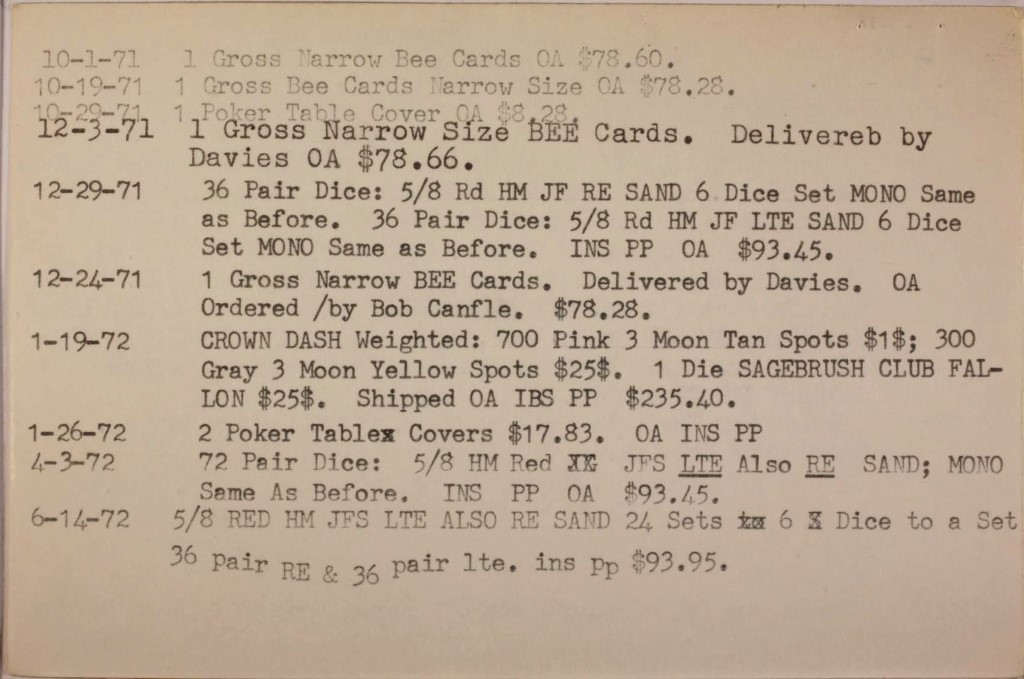 10-1-71 1 Gross Narrow Bee Cards OA $78.60.
10-19-71 1 Gross Bee Cards Narrow Size OA $78.28.
10-29-71 1 Poker Table Cover OA $8.28.
12-3-71 1 Gross Narrow Size BEE Cards. Delivereb by
Davies OA $78.66.
12-29-71 36 Pair Dice: 5/8 Rd HM JF RE SAND 6 Dice Set MONO Same
as Before. 36 Pair Dice: 5/8 Rd HM JF LTE SAND 6 Dice
Set MONO Same as Before. INS PP OA $93.45.
12-24-71 1 Gross Narrow BEE Cards. Delivered by Davies. OA
Ordered /by Bob Canfle. $78.28.
1-19-72 CROWN DASH Weighted: 700 Pink 3 Moon Tan Spots $1$; 300
Gray 3 Moon Yellow Spots $25$. 1 Die SAGEBRUSH CLUB FAL-
LON $25$. Shipped OA IBS PP $235.40.
1-26-72 2 Poker Tablex Covers $17.83. OA INS PP
4-3-72 72 Pair Dice: 5/8 HM Red JFS LTE Also RE SAND; MONO
Same As Before. INS PP OA $93.45.
6-14-72 5/8 RED HM JFS LTE ALSO RE SAND 24 Sets 6 X Dice to a Set
36 pair RE & 36 pair lte. ins pp $93.95.